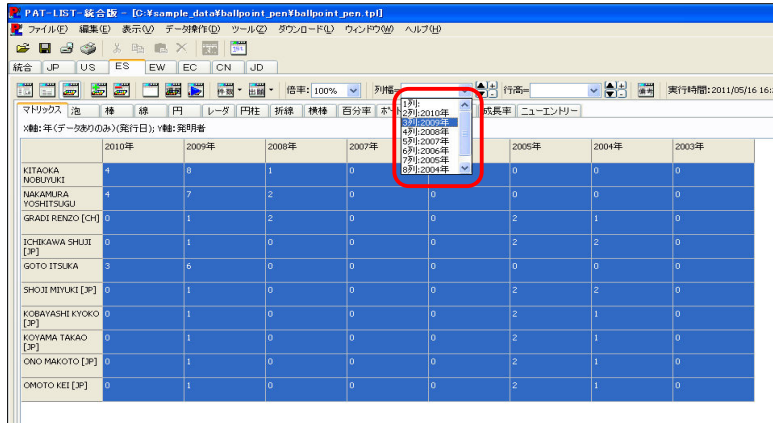 PAT-LIST-統合版 - [C:¥sample_data¥ballpoint_pen¥ballpoint_pen.tpl]
ファイル(F) 編集(E) 表示(V) データ操作(D) ツール(Z) ダウンロード(L) ウィンドウ(W) ヘルプ(H)
統合 JP US ES EW EC CN JD
件数 出願 倍率: 100% 列幅= 行高= 備考 実行時間:2011/05/16 16:
マトリックス 泡 棒 線 円 レーダ 円柱 折線 横棒 百分率 成長率 ニューエントリー
X軸:年(データありのみ)(発行日); Y軸:発明者
1列:
2列:2010年
3列:2009年
4列:2008年
5列:2007年
6列:2006年
7列:2005年
8列:2004年
2010年 2009年 2008年 2007年 2005年 2004年 2003年
KITAOKA NOBUYUKI 4 8 1 0 0 0 0
NAKAMURA YOSHITSUGU 4 7 2 0 0 0 0 0
GRADI RENZO [CH] 0 1 2 0 0 2 1 0
ICHIKAWA SHUJI [JP] 0 1 0 0 0 2 2 0
GOTO ITSUKA 3 6 0 0 0 0 0 0
SHOJI MIYUKI [JP] 0 1 0 0 0 2 2 0
KOBAYASHI KYOKO [JP] 0 1 0 0 0 2 1 0
KOYAMA TAKAO [JP] 0 1 0 0 0 2 1 0
ONO MAKOTO [JP] 0 1 0 0 0 2 1 0
OMOTO KEI [JP] 0 1 0 0 0 2 1 0